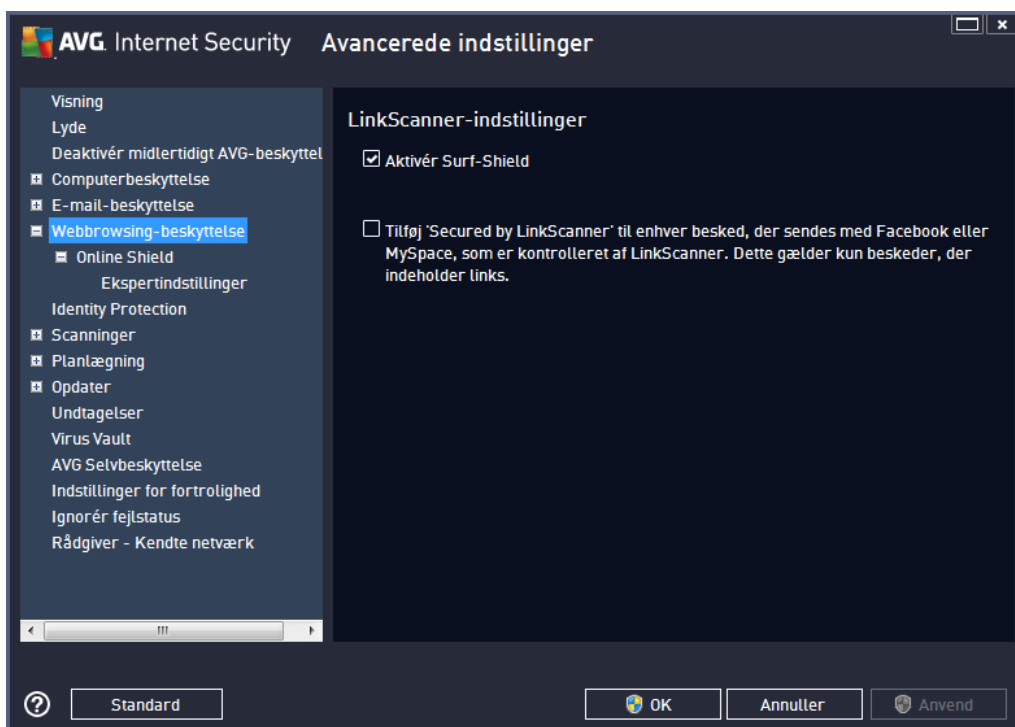 AVG. Internet Security Avancerede indstillinger
Visning
Lyde
Deaktivér midlertidigt AVG-beskyttel
Computerbeskyttelse
E-mail-beskyttelse
Webbrowsing-beskyttelse
Online Shield
Ekspertindstillinger
Identity Protection
Scanninger
Planlægning
Opdater
Undtagelser
Virus Vault
AVG Selvbeskyttelse
Indstillinger for fortrolighed
Ignorér fejlstatus
Rådgiver - Kendte netværk
LinkScanner-indstillinger
Aktivér Surf-Shield
Tilføj 'Secured by LinkScanner' til enhver besked, der sendes med Facebook eller
MySpace, som er kontrolleret af LinkScanner. Dette gælder kun beskeder, der
indeholder links.
Standard
OK
Annuller
Anvend